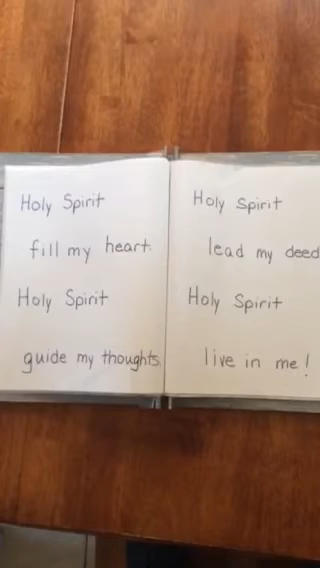 Holy Spirit
fill my heart.
Holy Spirit
guide my thoughts
Holy Spirit
lead my deed
Holy Spirit
live in me!